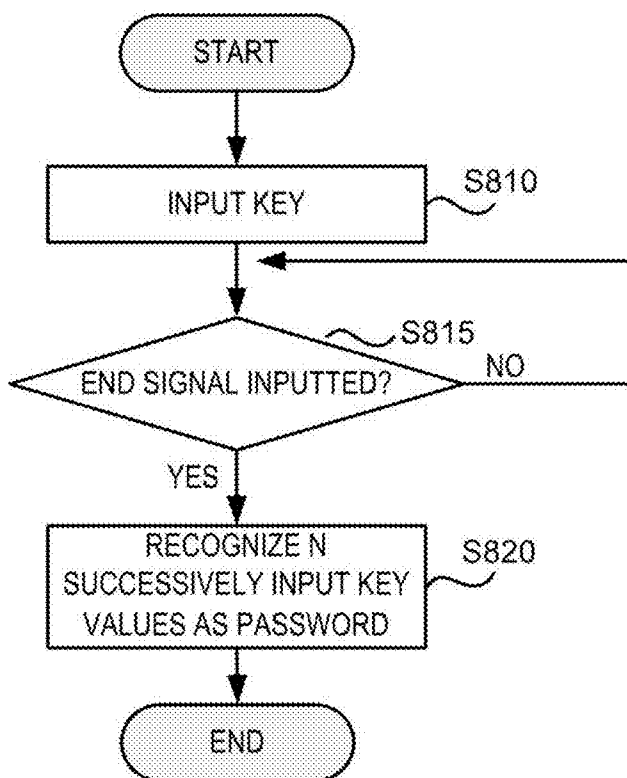 START
INPUT KEY
S810
S815
END SIGNAL INPUTTED?
NO
YES
RECOGNIZE N
SUCCESSIVELY INPUT KEY
VALUES AS PASSWORD
S820
END